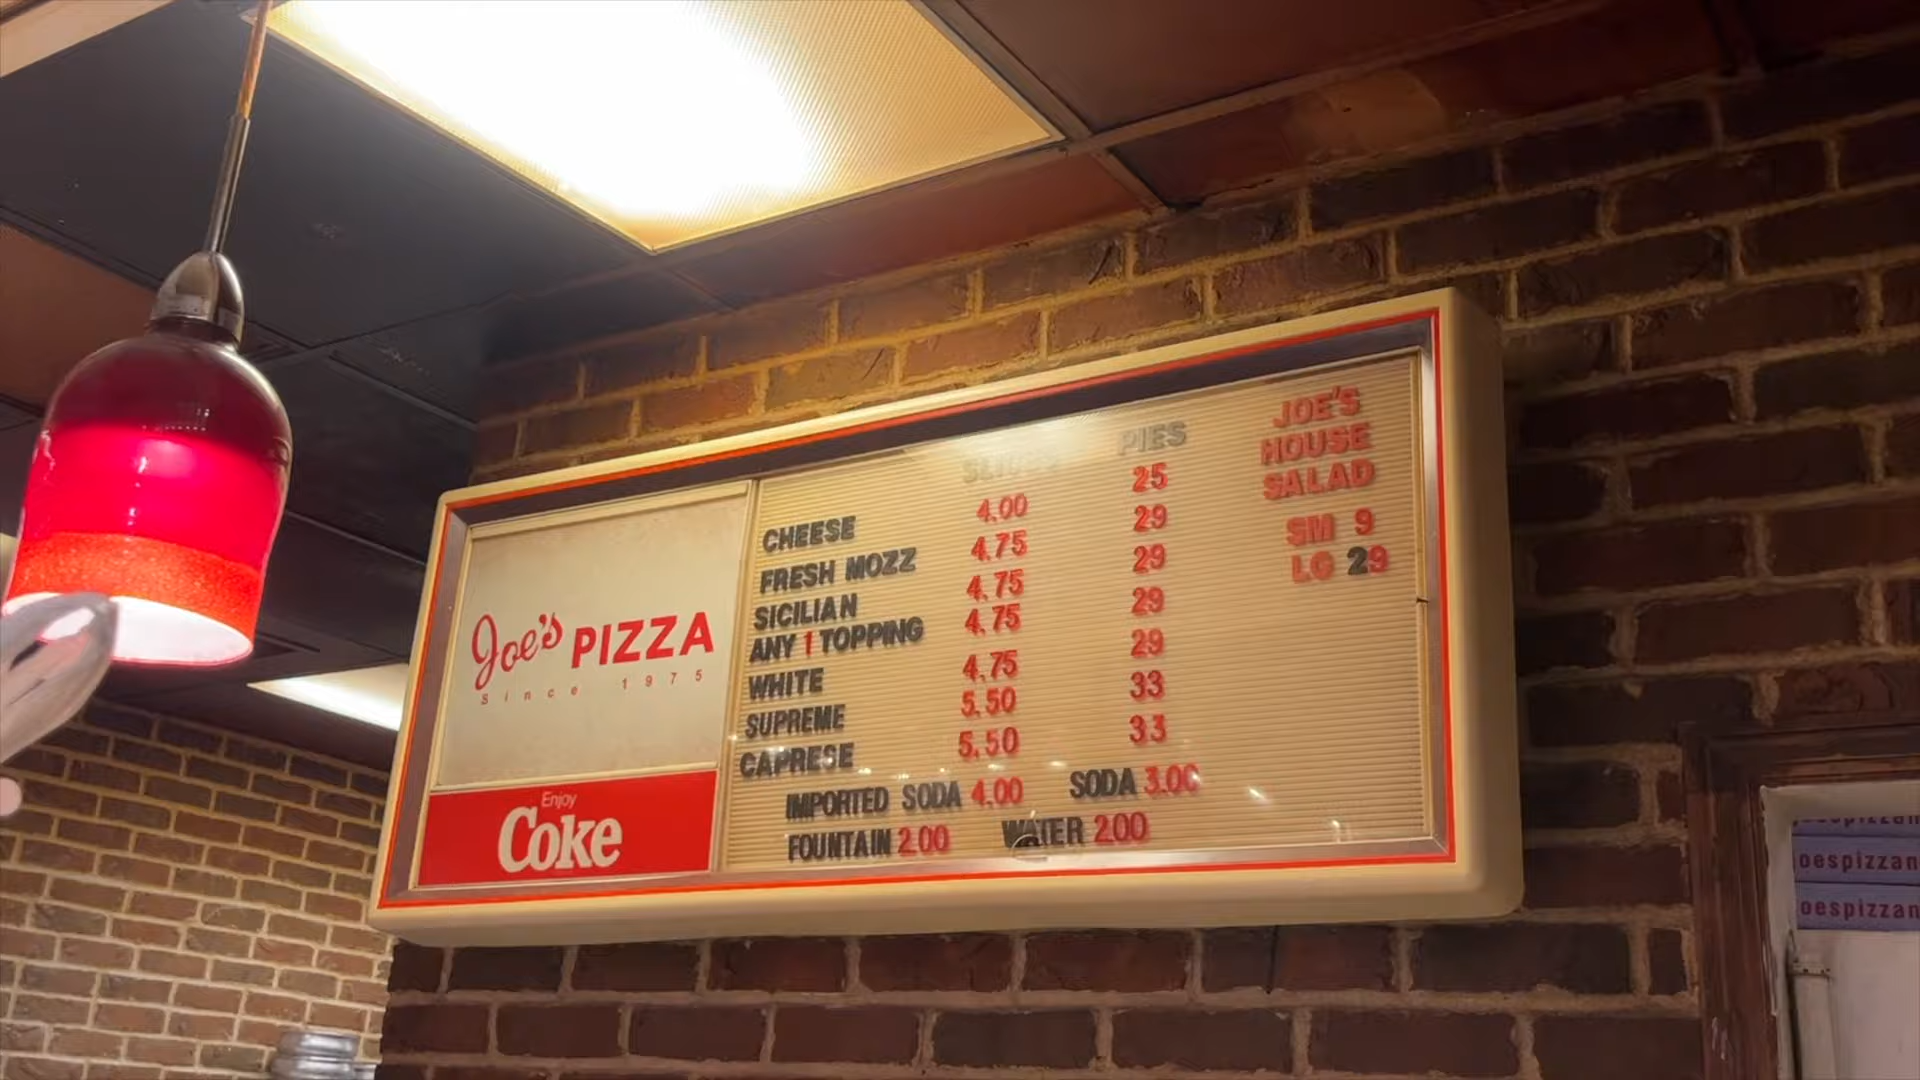 Joe's PIZZA
Since 1975
Enjoy
Coke
SLICES PIES
CHEESE 4.00 25
FRESH MOZZ 4.75 29
SICILIAN 4.75 29
ANY 1 TOPPING 4.75 29
WHITE 4.75 29
SUPREME 5.50 33
CAPRESE 5.50 33
IMPORTED SODA 4.00 SODA 3.00
FOUNTAIN 2.00 WATER 2.00
JOE'S
HOUSE
SALAD
SM 9
LG 29
oespizzan
oespizzan